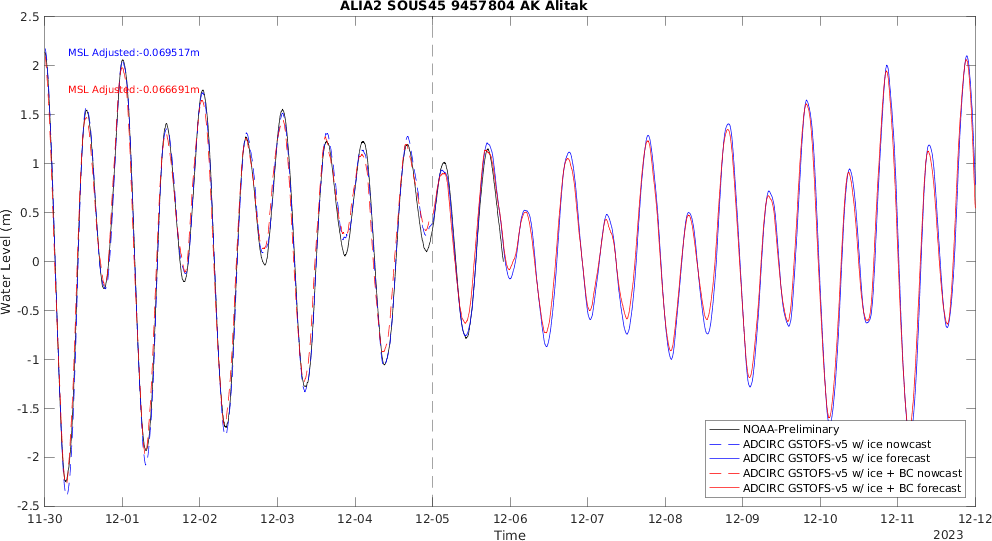 ALIA2 SOUS45 9457804 AK Alitak
MSL Adjusted:-0.069517m
MSL Adjusted:-0.066691m
Water Level (m)
2.5
2
1.5
1
0.5
0
-0.5
-1
-1.5
-2
-2.5
NOAA-Preliminary
ADCIRC GSTOFS-v5 w/ ice nowcast
ADCIRC GSTOFS-v5 w/ ice forecast
ADCIRC GSTOFS-v5 w/ ice + BC nowcast
ADCIRC GSTOFS-v5 w/ ice + BC forecast
11-30 12-01 12-02 12-03 12-04 12-05 12-06 12-07 12-08 12-09 12-10 12-11 12-12
Time
2023